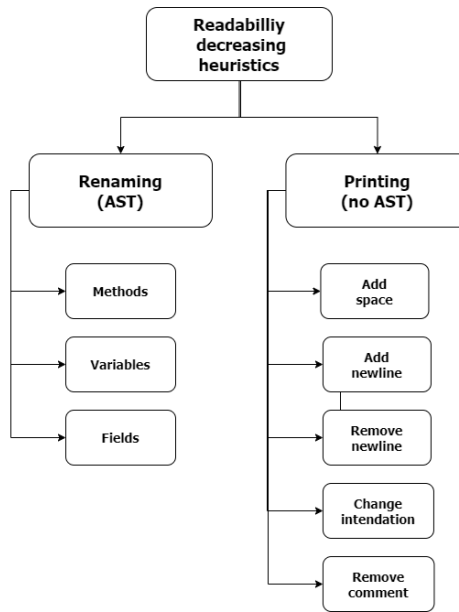 Readabilliy
decreasing
heuristics
Renaming
(AST)
Methods
Variables
Fields
Printing
(no AST)
Add
space
Add
newline
Remove
newline
Change
intendation
Remove
comment